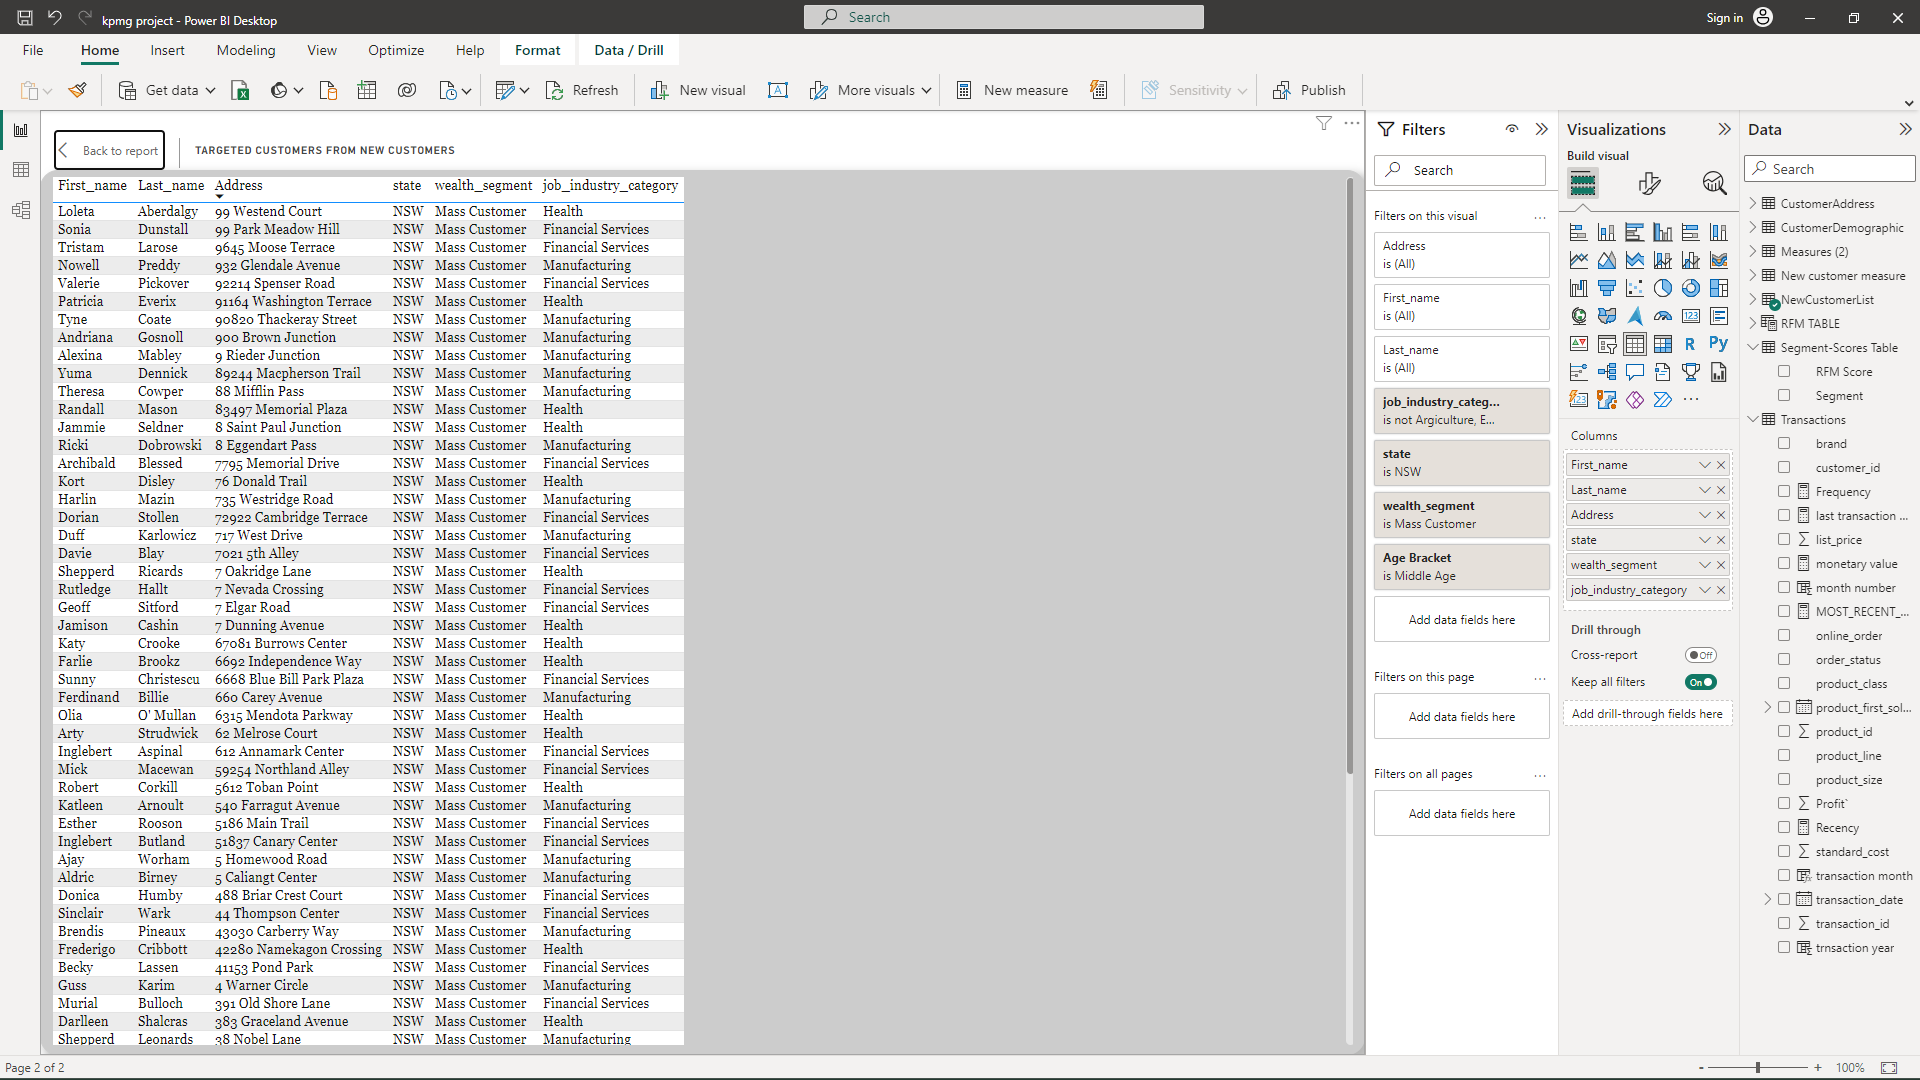 kpmg project - Power BI Desktop
Search
Sign in
File Home Insert Modeling View Optimize Help Format Data / Drill
Get data Refresh New visual More visuals New measure Sensitivity Publish
Back to report
TARGETED CUSTOMERS FROM NEW CUSTOMERS
First_name Last_name Address state wealth_segment job_industry_category
Loleta Aberdalgy 99 Westend Court NSW Mass Customer Health
Sonia Dunstall 99 Park Meadow Hill NSW Mass Customer Financial Services
Tristam Larose 9645 Moose Terrace NSW Mass Customer Financial Services
Nowell Preddy 932 Glendale Avenue NSW Mass Customer Manufacturing
Valerie Pickover 92214 Spenser Road NSW Mass Customer Financial Services
Patricia Everix 91164 Washington Terrace NSW Mass Customer Health
Tyne Coate 90820 Thackeray Street NSW Mass Customer Manufacturing
Andriana Gosnoll 900 Brown Junction NSW Mass Customer Manufacturing
Alexina Mabley 9 Rieder Junction NSW Mass Customer Manufacturing
Yuma Dennick 89244 Macpherson Trail NSW Mass Customer Manufacturing
Theresa Cowper 88 Mifflin Pass NSW Mass Customer Manufacturing
Randall Mason 83497 Memorial Plaza NSW Mass Customer Health
Jammie Seldner 8 Saint Paul Junction NSW Mass Customer Health
Ricki Dobrowski 8 Eggendart Pass NSW Mass Customer Manufacturing
Archibald Blessed 7795 Memorial Drive NSW Mass Customer Financial Services
Kort Disley 76 Donald Trail NSW Mass Customer Health
Harlin Mazin 735 Westridge Road NSW Mass Customer Manufacturing
Dorian Stollen 72922 Cambridge Terrace NSW Mass Customer Financial Services
Duff Karlowicz 717 West Drive NSW Mass Customer Manufacturing
Davie Blay 7021 5th Alley NSW Mass Customer Financial Services
Shepperd Ricards 7 Oakridge Lane NSW Mass Customer Health
Rutledge Hallt 7 Nevada Crossing NSW Mass Customer Financial Services
Geoff Sitford 7 Elgar Road NSW Mass Customer Financial Services
Jamison Cashin 7 Dunning Avenue NSW Mass Customer Health
Katy Crooke 67081 Burrows Center NSW Mass Customer Health
Farlie Brookz 6692 Independence Way NSW Mass Customer Health
Sunny Christescu 6668 Blue Bill Park Plaza NSW Mass Customer Financial Services
Ferdinand Billie 660 Carey Avenue NSW Mass Customer Manufacturing
Olia O' Mullan 6315 Mendota Parkway NSW Mass Customer Health
Arty Strudwick 62 Melrose Court NSW Mass Customer Health
Inglebert Aspinal 612 Annamark Center NSW Mass Customer Financial Services
Mick Macewan 59254 Northland Alley NSW Mass Customer Financial Services
Robert Corkill 5612 Toban Point NSW Mass Customer Health
Katleen Arnoult 540 Farragut Avenue NSW Mass Customer Manufacturing
Esther Rooson 5186 Main Trail NSW Mass Customer Financial Services
Inglebert Butland 51837 Canary Center NSW Mass Customer Financial Services
Ajay Worham 5 Homewood Road NSW Mass Customer Manufacturing
Aldric Birney 5 Caliangt Center NSW Mass Customer Manufacturing
Donica Humby 488 Briar Crest Court NSW Mass Customer Financial Services
Sinclair Wark 44 Thompson Center NSW Mass Customer Financial Services
Brendis Pineaux 43030 Carberry Way NSW Mass Customer Manufacturing
Frederigo Cribbott 42280 Namekagon Crossing NSW Mass Customer Health
Becky Lassen 41153 Pond Park NSW Mass Customer Financial Services
Guss Karim 4 Warner Circle NSW Mass Customer Manufacturing
Murial Bulloch 391 Old Shore Lane NSW Mass Customer Financial Services
Darlleen Shalcras 383 Graceland Avenue NSW Mass Customer Health
Shepperd Leonards 38 Nobel Lane NSW Mass Customer Manufacturing
Filters
Search
Filters on this visual
Address
is (All)
First_name
is (All)
Last_name
is (All)
job_industry_categ...
is not Argiculture, E...
state
is NSW
wealth_segment
is Mass Customer
Age Bracket
is Middle Age
Add data fields here
Filters on this page
Add data fields here
Filters on all pages
Add data fields here
Visualizations
Build visual
123
R
Py
123
Columns
First_name
Last_name
Address
state
wealth_segment
job_industry_category
Drill through
Cross-report Off
Keep all filters On
Add drill-through fields here
Data
Search
CustomerAddress
CustomerDemographic
Measures (2)
New customer measure
NewCustomerList
RFM TABLE
Segment-Scores Table
RFM Score
Segment
Transactions
brand
customer_id
Frequency
last transaction ...
list_price
monetary value
month number
MOST_RECENT_...
online_order
order_status
product_class
product_first_sol...
product_id
product_line
product_size
Profit`
Recency
standard_cost
transaction month
transaction_date
transaction_id
trnsaction year
Page 2 of 2
- + 100%